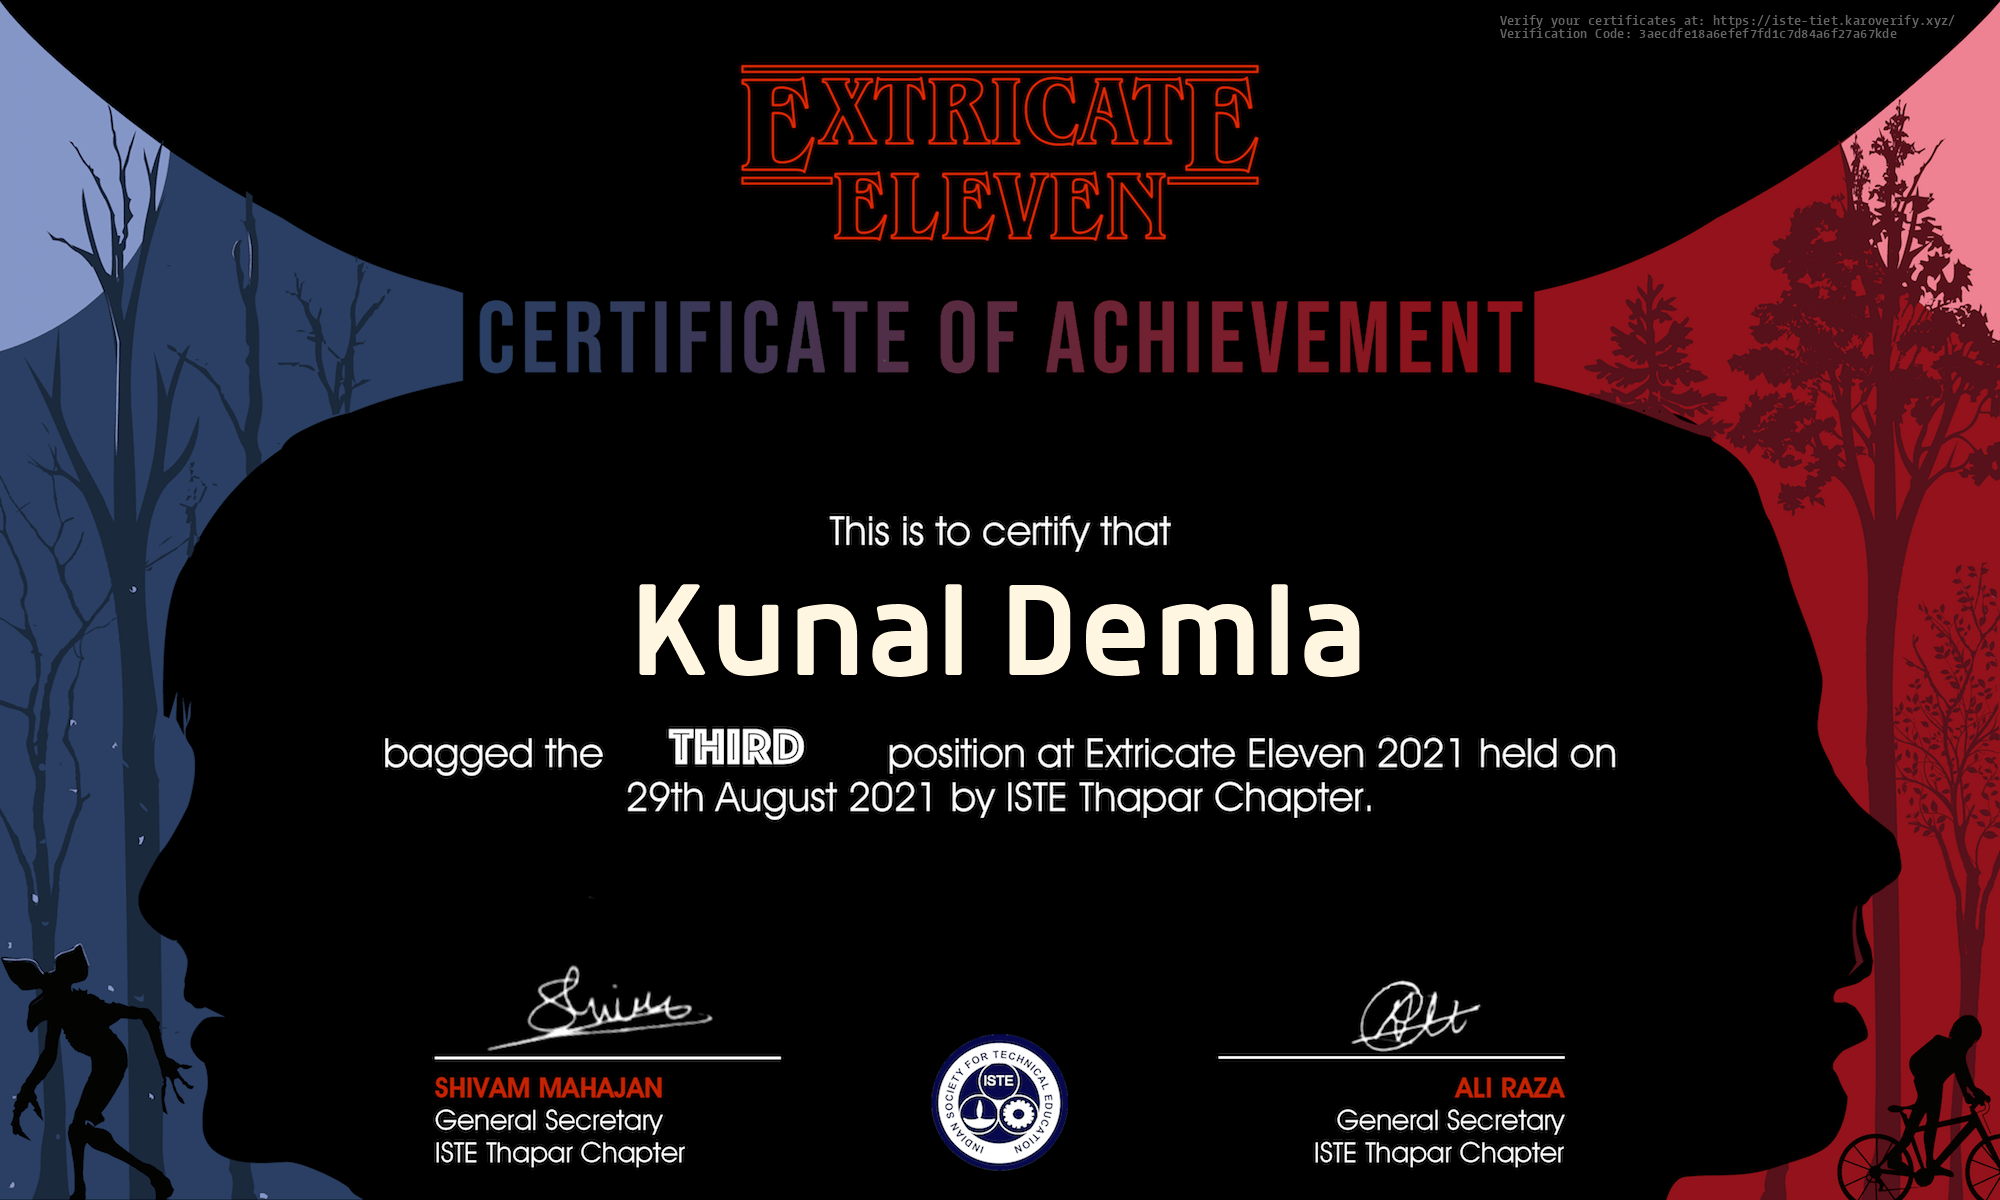 Verify your certificates at: https://iste-tiet.karoverify.xyz/
Verification Code: 3aecdfe18a6efef7fd1c7d84a6f27a67kde
EXTRICATE
ELEVEN
CERTIFICATE OF ACHIEVEMENT
This is to certify that
Kunal Demla
bagged the THIRD position at Extricate Eleven 2021 held on
29th August 2021 by ISTE Thapar Chapter.
SHIVAM MAHAJAN
General Secretary
ISTE Thapar Chapter
INDIAN SOCIETY FOR TECHNICAL EDUCATION
ISTE
ALI RAZA
General Secretary
ISTE Thapar Chapter